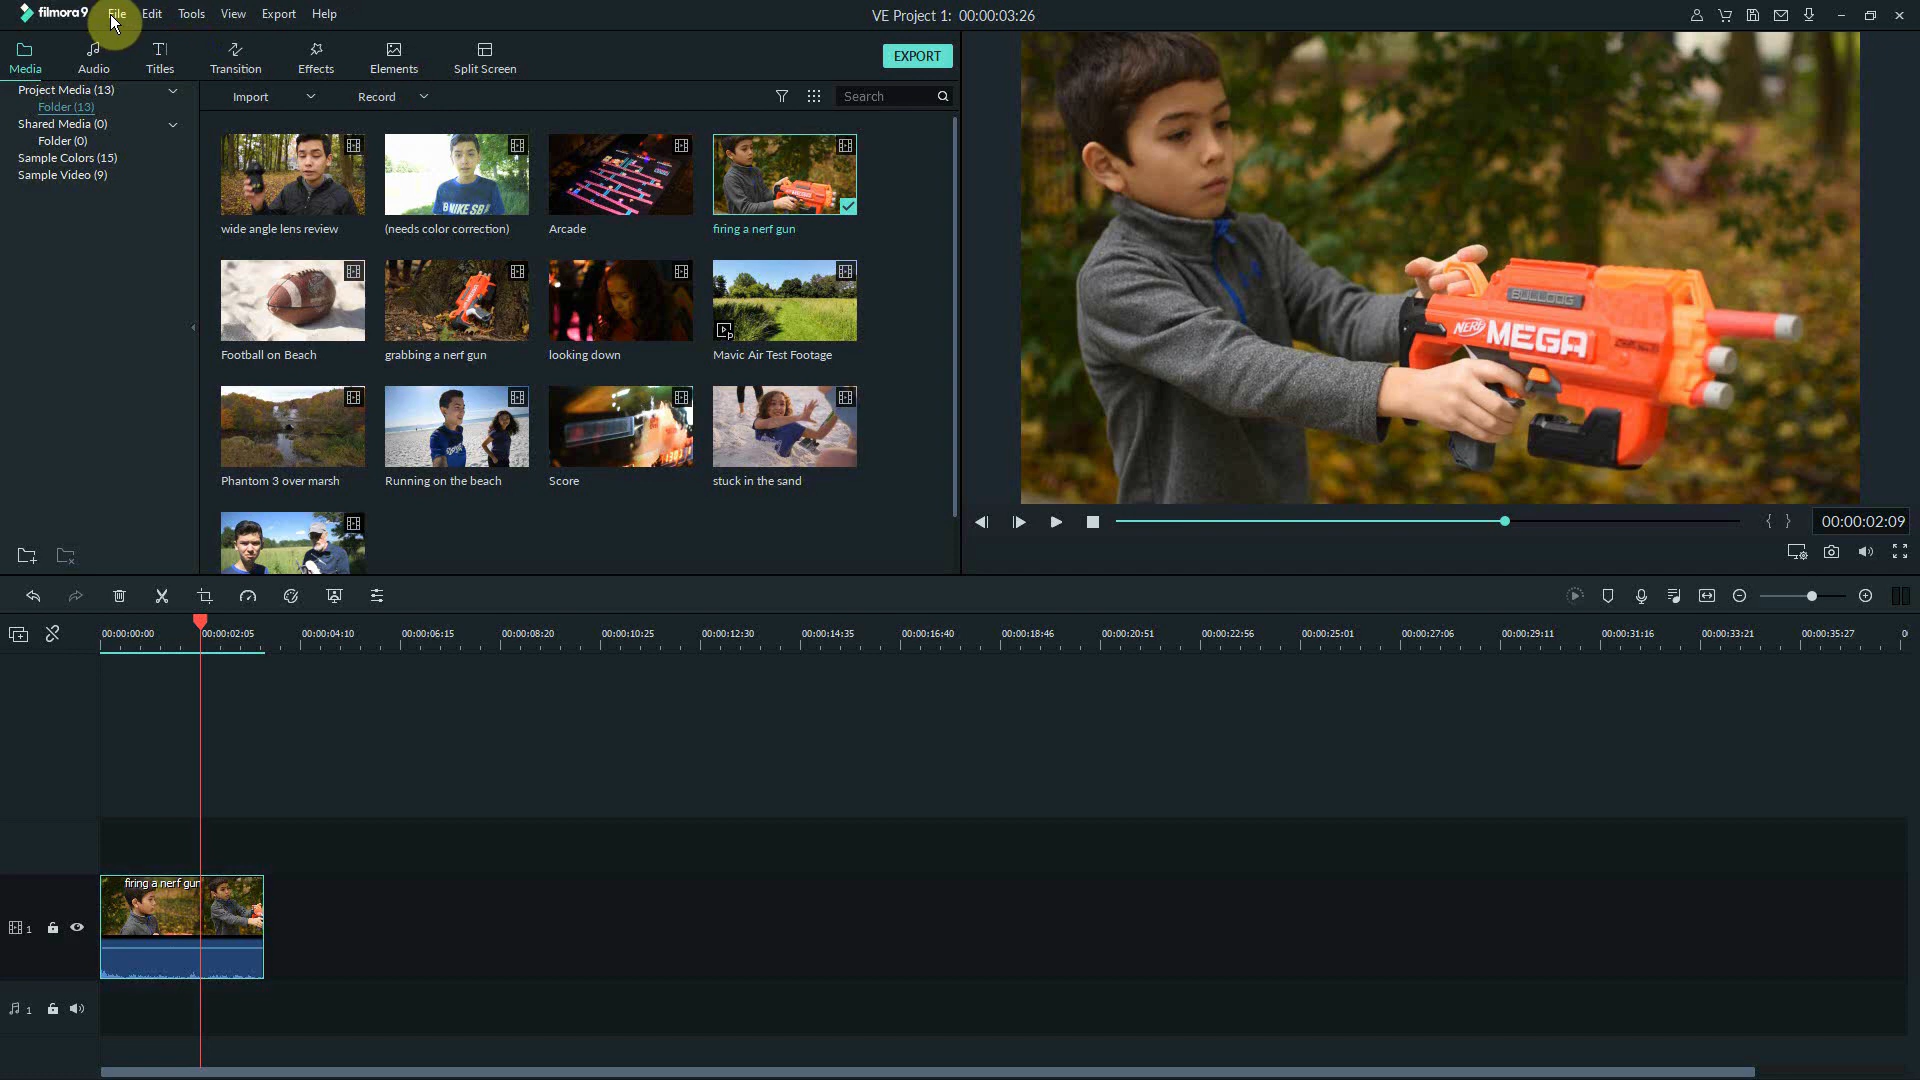 filmora9 File Edit Tools View Export Help
VE Project 1: 00:00:03:26
Media Audio Titles Transition Effects Elements Split Screen
EXPORT
Project Media (13)
Folder (13)
Shared Media (0)
Folder (0)
Sample Colors (15)
Sample Video (9)
Import Record Search
wide angle lens review (needs color correction) Arcade firing a nerf gun
Football on Beach grabbing a nerf gun looking down Mavic Air Test Footage
Phantom 3 over marsh Running on the beach Score stuck in the sand
BULLDOG
NERF MEGA
{ } 00:00:02:09
00:00:00:00 00:00:02:05 00:00:04:10 00:00:06:15 00:00:08:20 00:00:10:25 00:00:12:30 00:00:14:35 00:00:16:40 00:00:18:46 00:00:20:51 00:00:22:56 00:00:25:01 00:00:27:06 00:00:29:11 00:00:31:16 00:00:33:21 00:00:35:27
firing a nerf gun
1
1